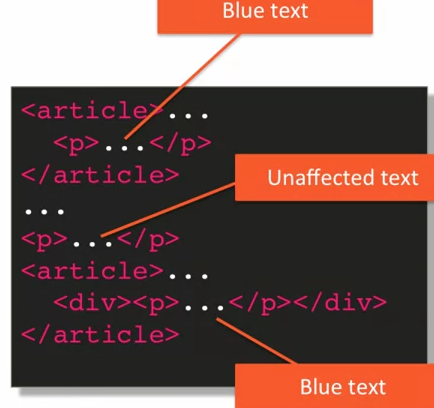 Blue text
<article>...
<p>...</p>
</article>
Unaffected text
...
<p>...</p>
<article>...
<div><p>...</p></div>
</article>
Blue text